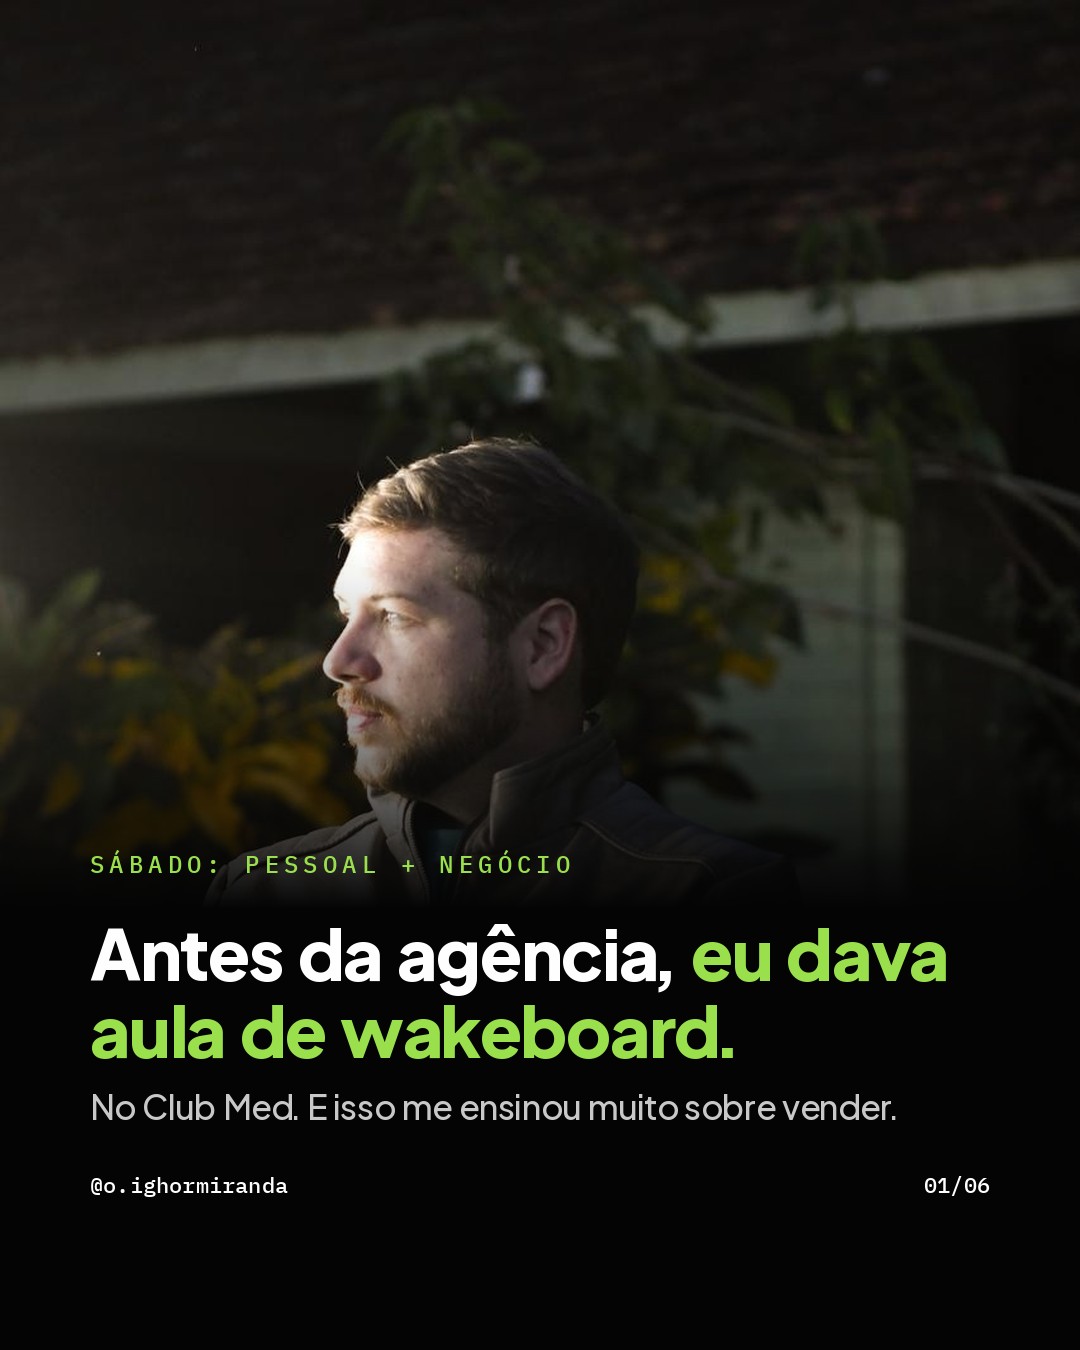 SÁBADO: PESSOAL + NEGÓCIO
Antes da agência, eu dava
aula de wakeboard.
No Club Med. E isso me ensinou muito sobre vender.
@o.ighormiranda
01/06